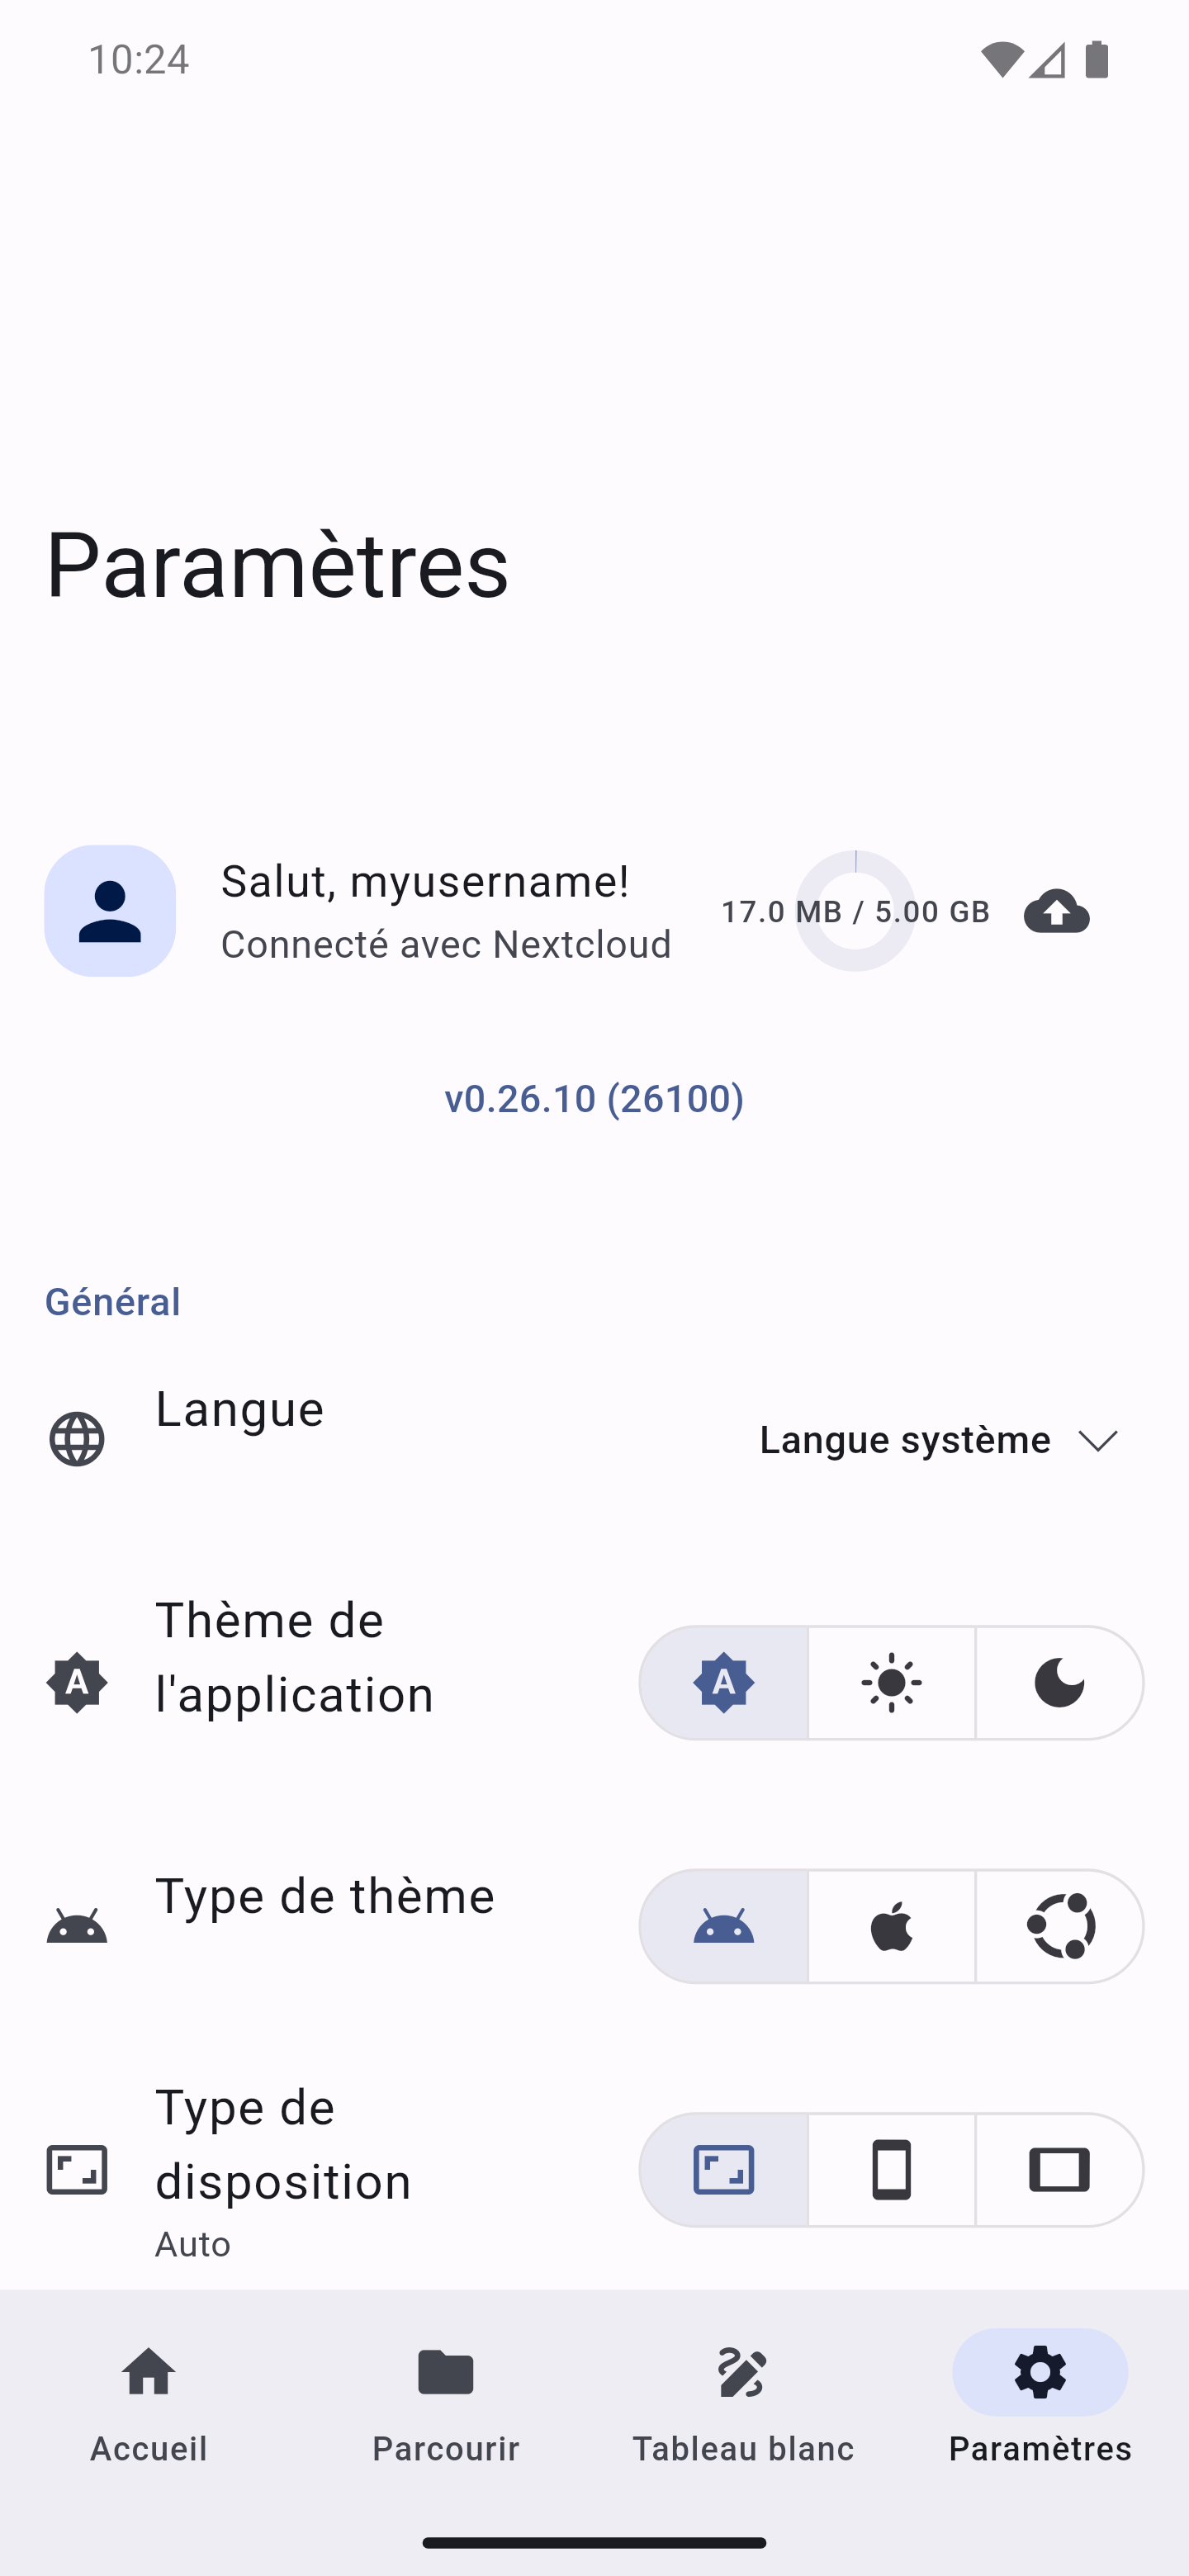 10:24
Paramètres
Salut, myusername!
Connecté avec Nextcloud
17.0 MB / 5.00 GB
v0.26.10 (26100)
Général
Langue
Langue système
Thème de
l'application
A
A
Type de thème
Type de
disposition
Auto
Accueil
Parcourir
Tableau blanc
Paramètres